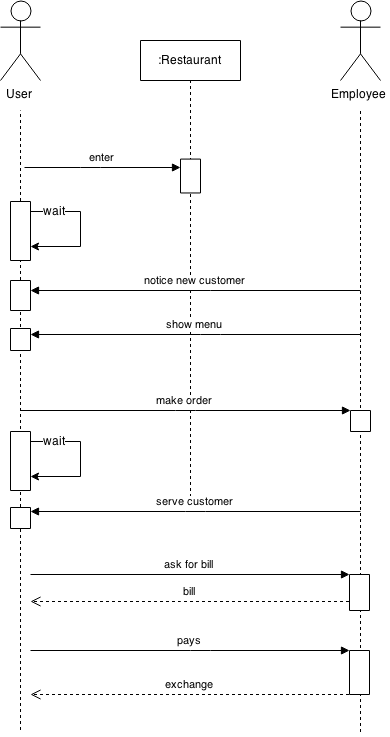 :Restaurant
User
Employee
enter
wait
notice new customer
show menu
make order
wait
serve customer
ask for bill
bill
pays
exchange